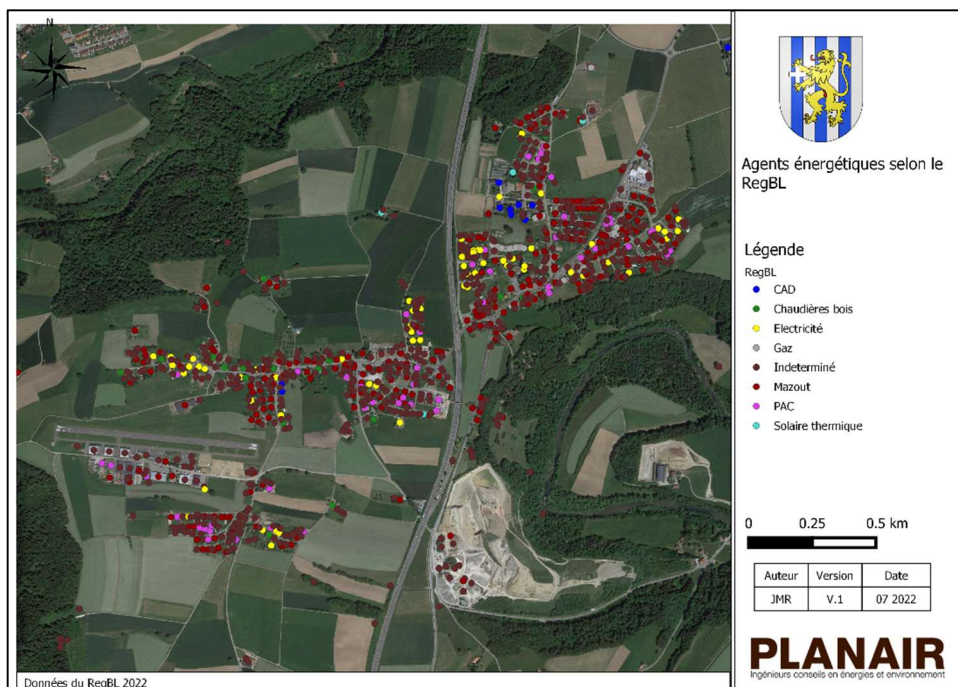 N
Agents énergétiques selon le
RegBL
Légende
RegBL
CAD
Chaudières bois
Electricité
Gaz
Indeterminé
Mazout
PAC
Solaire thermique
0 0.25 0.5 km
Auteur Version Date
JMR V.1 07 2022
PLANAIR
Ingénieurs conseils en énergies et environnement
Données du RegBL 2022